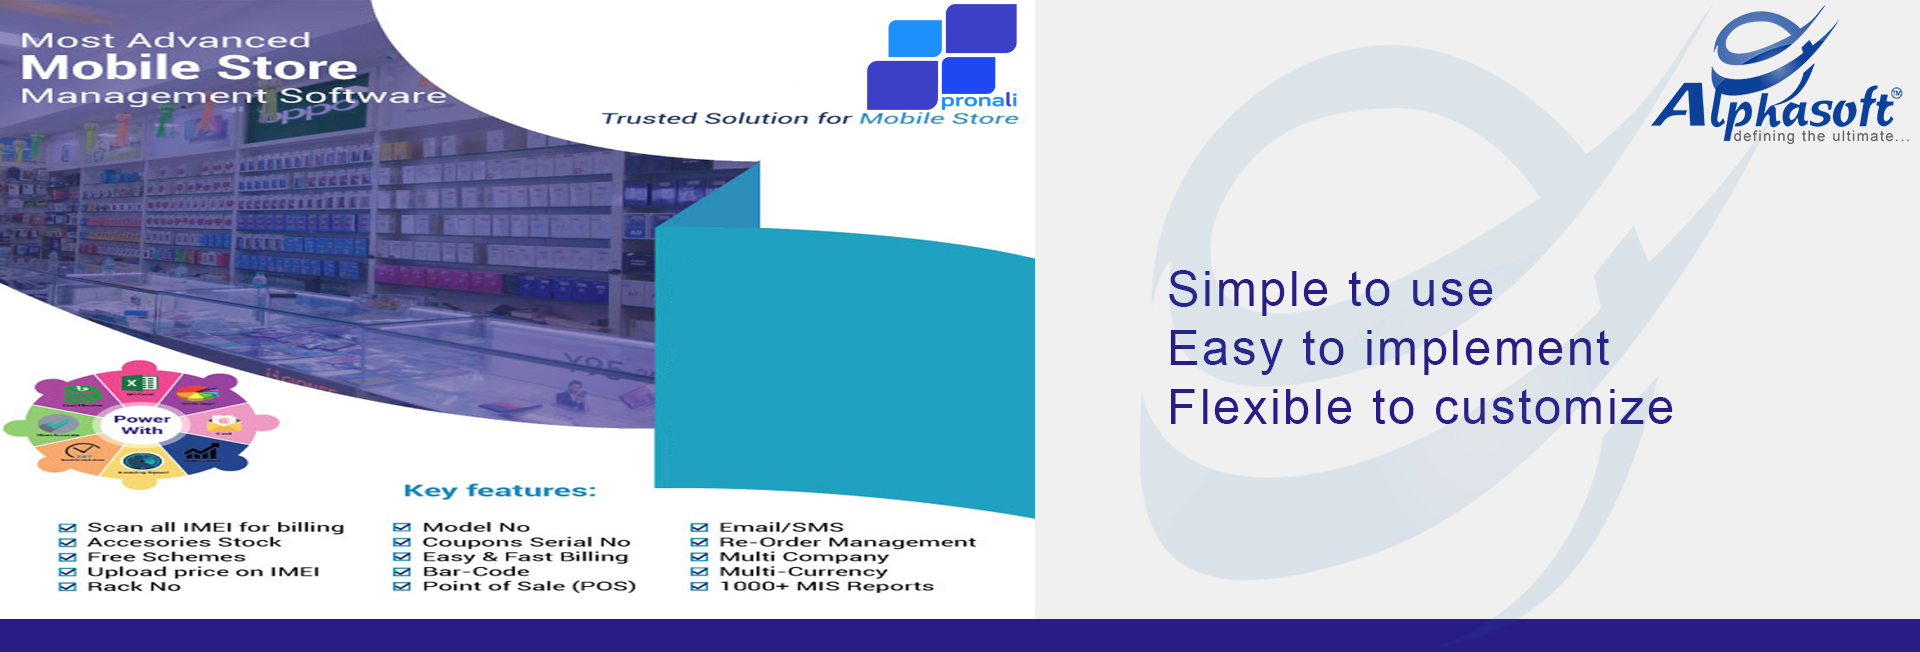 Most Advanced
Mobile Store
Management Software
oppo
pronali
Trusted Solution for Mobile Store
Alphasoft™
defining the ultimate...
Simple to use
Easy to implement
Flexible to customize
Power
With
Key features:
Scan all IMEI for billing
Accesories Stock
Free Schemes
Upload price on IMEI
Rack No
Model No
Coupons Serial No
Easy & Fast Billing
Bar-Code
Point of Sale (POS)
Email/SMS
Re-Order Management
Multi Company
Multi-Currency
1000+ MIS Reports